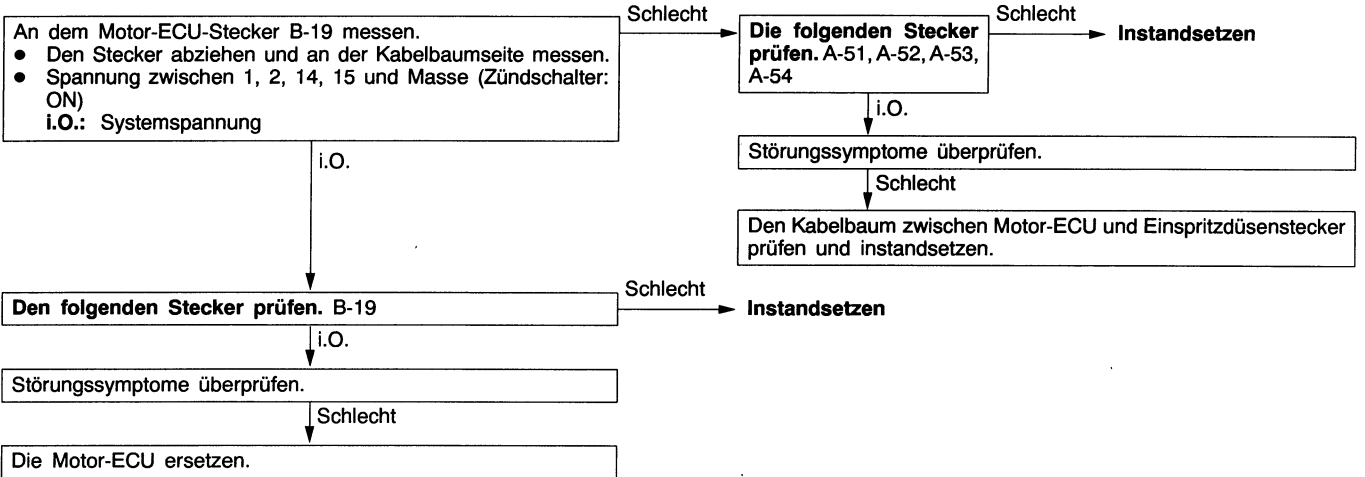 An dem Motor-ECU-Stecker B-19 messen.
● Den Stecker abziehen und an der Kabelbaumseite messen.
● Spannung zwischen 1, 2, 14, 15 und Masse (Zündschalter:
ON)
i.O.: Systemspannung
Schlecht
Die folgenden Stecker
prüfen. A-51, A-52, A-53,
A-54
Schlecht
Instandsetzen
i.O.
Störungssymptome überprüfen.
Schlecht
Den Kabelbaum zwischen Motor-ECU und Einspritzdüsenstecker
prüfen und instandsetzen.
i.O.
Den folgenden Stecker prüfen. B-19
Schlecht
Instandsetzen
i.O.
Störungssymptome überprüfen.
Schlecht
Die Motor-ECU ersetzen.